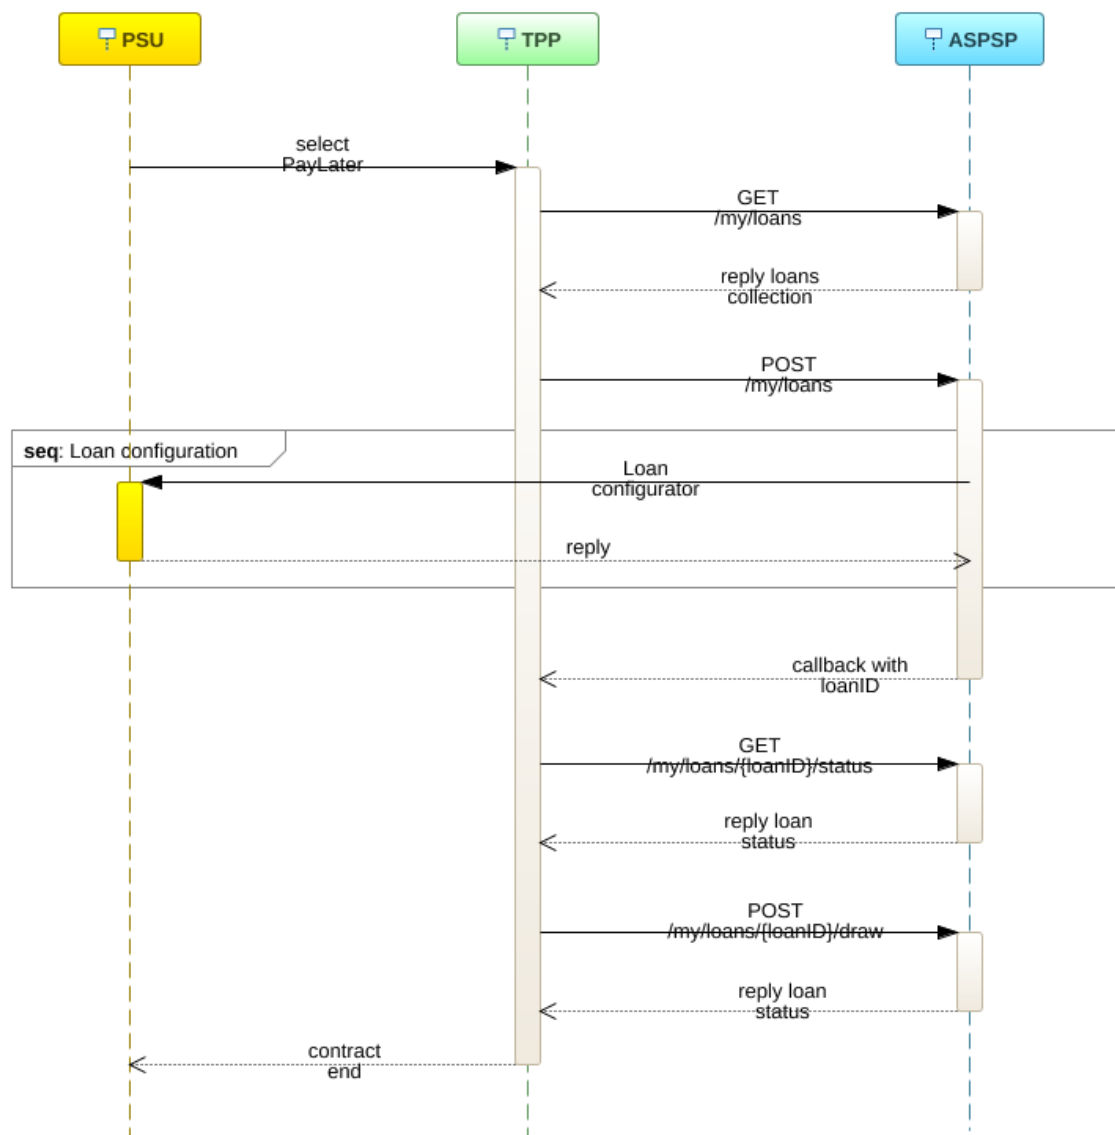 PSU
TPP
ASPSP
select
PayLater
GET
/my/loans
reply loans
collection
POST
/my/loans
seq: Loan configuration
Loan
configurator
reply
callback with
loanID
GET
/my/loans/{loanID}/status
reply loan
status
POST
/my/loans/{loanID}/draw
reply loan
status
contract
end